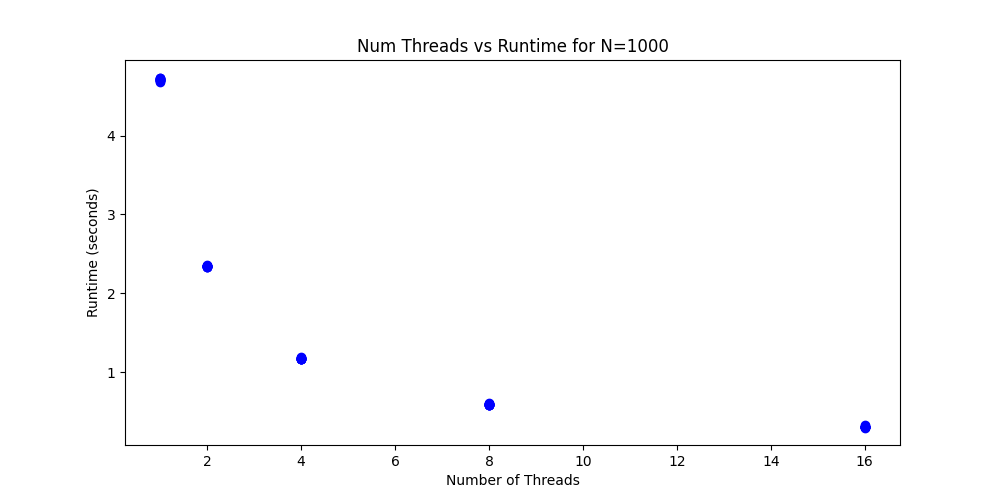 Num Threads vs Runtime for N=1000
Runtime (seconds)
4
3
2
1
2 4 6 8 10 12 14 16
Number of Threads